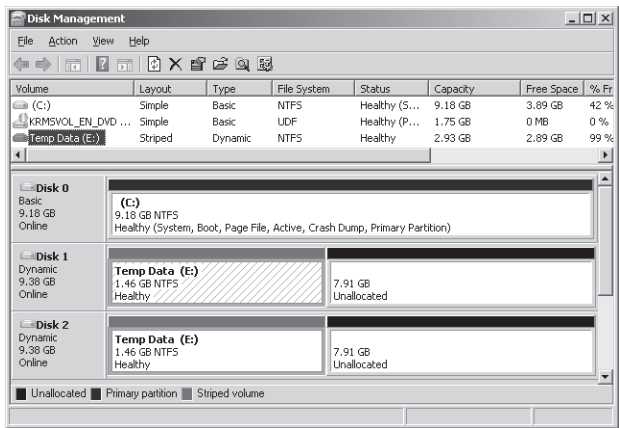 Disk Management
File Action View Help
Volume Layout Type File System Status Capacity Free Space % Fr
(C:) Simple Basic NTFS Healthy (S... 9.18 GB 3.89 GB 42 %
KRMSVOL_EN_DVD ... Simple Basic UDF Healthy (P... 1.75 GB 0 MB 0 %
Temp Data (E:) Striped Dynamic NTFS Healthy 2.93 GB 2.89 GB 99 %
Disk 0
Basic
9.18 GB
Online
(C:)
9.18 GB NTFS
Healthy (System, Boot, Page File, Active, Crash Dump, Primary Partition)
Disk 1
Dynamic
9.38 GB
Online
Temp Data (E:)
1.46 GB NTFS
Healthy
7.91 GB
Unallocated
Disk 2
Dynamic
9.38 GB
Online
Temp Data (E:)
1.46 GB NTFS
Healthy
7.91 GB
Unallocated
Unallocated Primary partition Striped volume